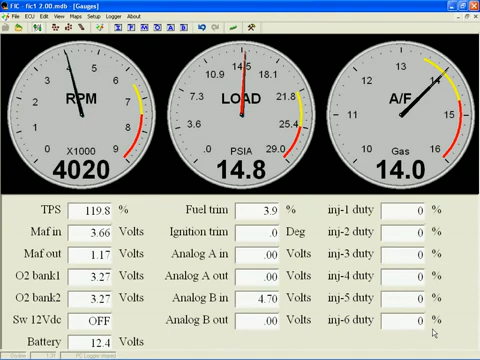 FIC - fic1 2.00.mdb - [Gauges]
File ECU Edit View Maps Setup Logger About
I F M O A B
0 1 2 3 4 5 6 7 8 9
RPM
X1000
4020
0 3.6 7.3 10.9 14.5 18.1 21.8 25.4 29.0
LOAD
PSIA
14.8
10 11 12 13 14 15 16
A/F
Gas
14.0
TPS 119.8 % Fuel trim 3.9 % inj-1 duty 0 %
Maf in 3.66 Volts Ignition trim .0 Deg inj-2 duty 0 %
Maf out 1.17 Volts Analog A in .00 Volts inj-3 duty 0 %
O2 bank1 3.27 Volts Analog A out .00 Volts inj-4 duty 0 %
O2 bank2 3.27 Volts Analog B in 4.70 Volts inj-5 duty 0 %
Sw 12Vdc OFF Analog B out .00 Volts inj-6 duty 0 %
Battery 12.4 Volts